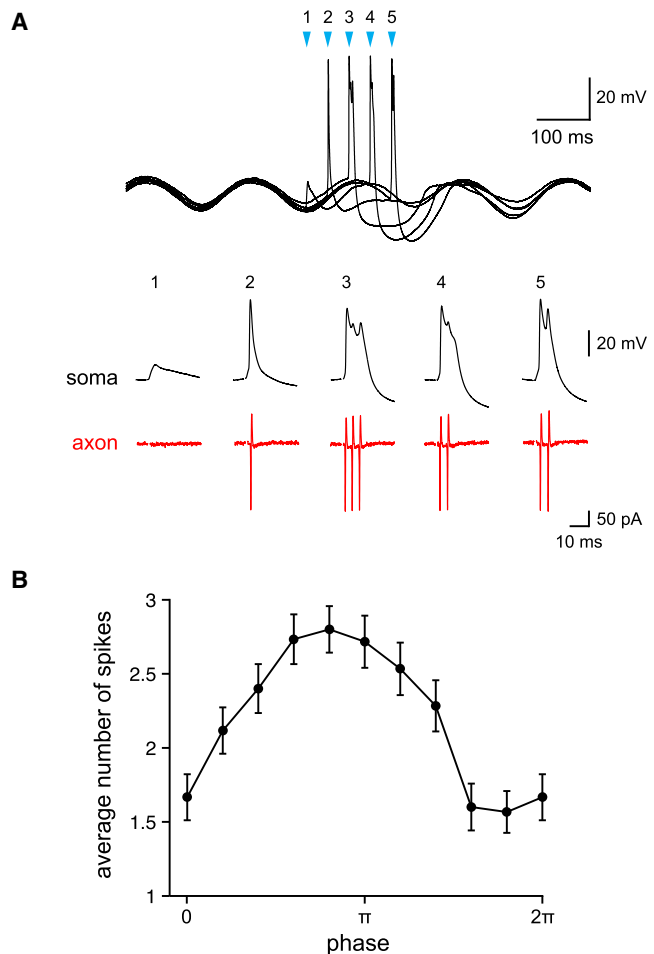 A
1 2 3 4 5
20 mV
100 ms
1 2 3 4 5
20 mV
soma
axon
50 pA
10 ms
B
average number of spikes
3
2.5
2
1.5
1
0 π 2π
phase